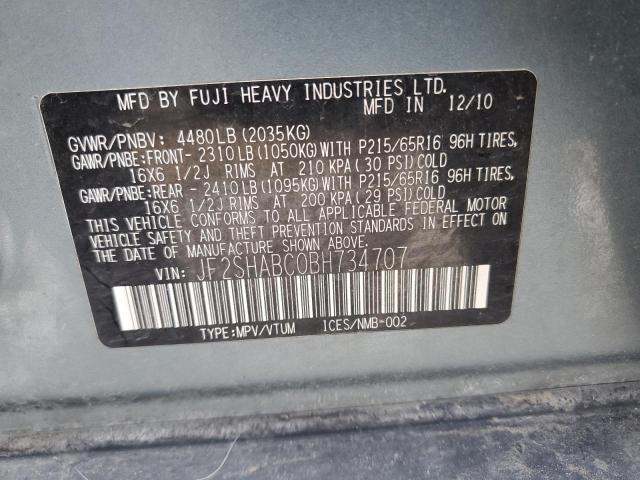 MFD BY FUJI HEAVY INDUSTRIES LTD.
MFD IN 12/10
GVWR/PNBV: 4480LB (2035KG)
GAWR/PNBE:FRONT- 2310LB(1050KG)WITH P215/65R16 96H TIRES,
16X6 1/2J RIMS AT 210 KPA (30 PSI)COLD
GAWR/PNBE:REAR - 2410LB(1095KG)WITH P215/65R16 96H TIRES,
16X6 1/2J RIMS AT 200 KPA (29 PSI)COLD
THIS VEHICLE CONFORMS TO ALL APPLICABLE FEDERAL MOTOR
VEHICLE SAFETY AND THEFT PREVENTION STANDARDS IN EFFECT ON
THE DATE OF MANUFACTURE SHOWN ABOVE.
VIN: JF2SHABC0BH734707
TYPE:MPV/VTUM ICES/NMB-002